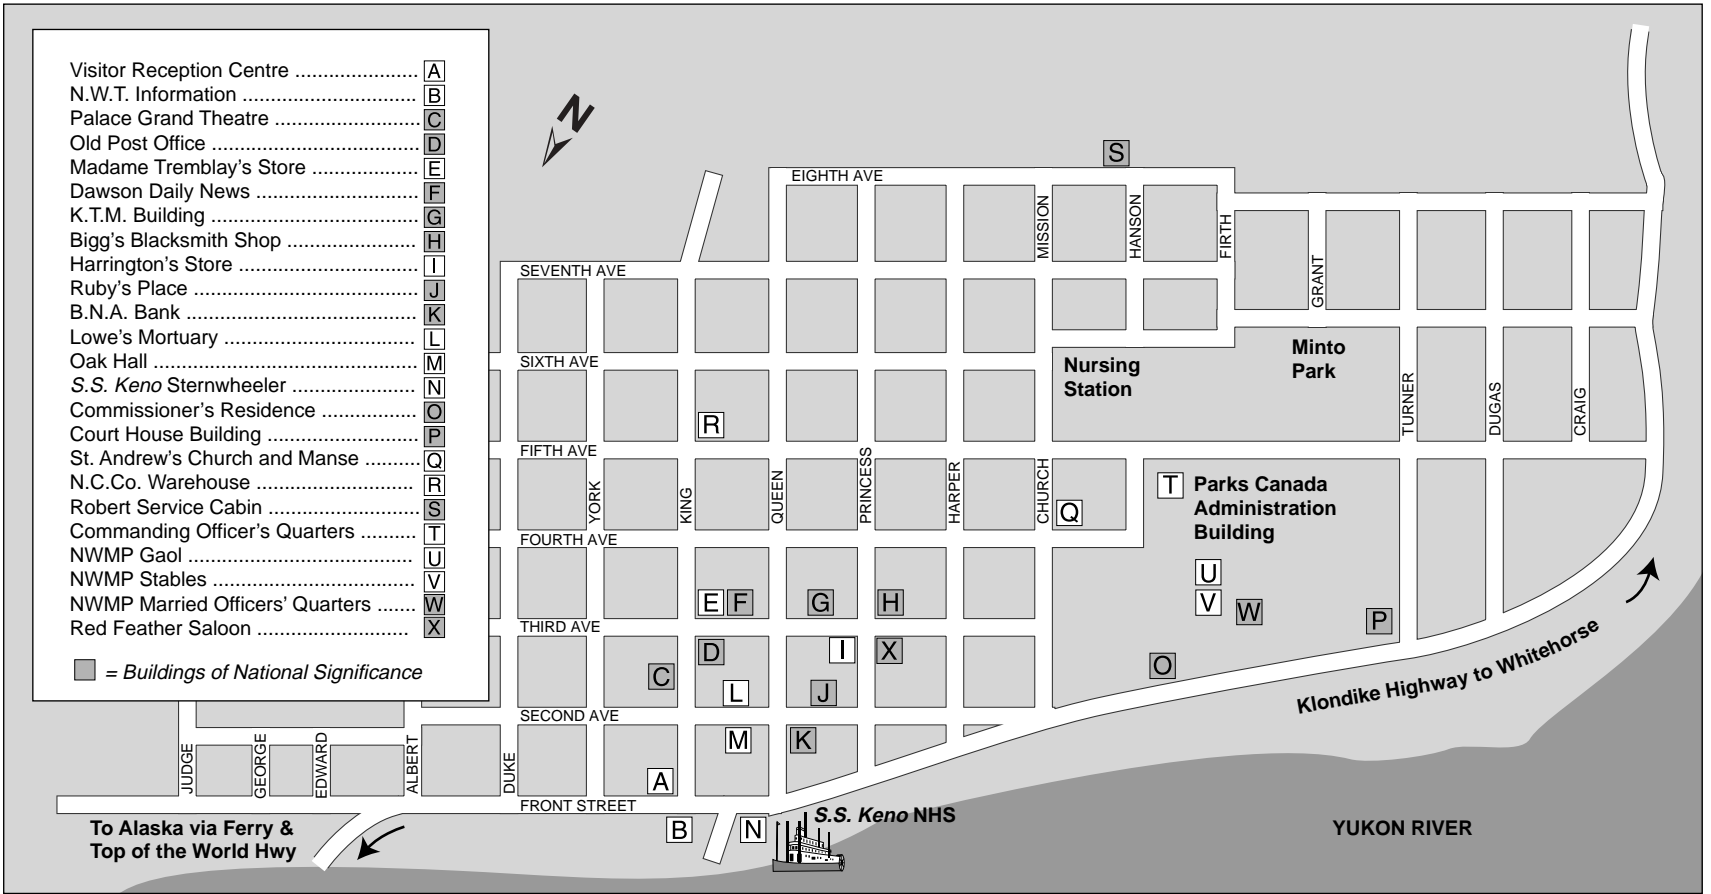 Visitor Reception Centre ...................... A
N.W.T. Information .............................. B
Palace Grand Theatre ......................... C
Old Post Office .................................... D
Madame Tremblay's Store ................... E
Dawson Daily News ............................ F
K.T.M. Building .................................... G
Bigg's Blacksmith Shop ....................... H
Harrington's Store ................................ I
Ruby's Place ....................................... J
B.N.A. Bank ......................................... K
Lowe's Mortuary .................................. L
Oak Hall .............................................. M
S.S. Keno Sternwheeler ...................... N
Commissioner's Residence ................. O
Court House Building ........................... P
St. Andrew's Church and Manse .......... Q
N.C.Co. Warehouse ............................ R
Robert Service Cabin .......................... S
Commanding Officer's Quarters .......... T
NWMP Gaol ........................................ U
NWMP Stables .................................... V
NWMP Married Officers' Quarters ....... W
Red Feather Saloon ........................... X
= Buildings of National Significance
N
S
EIGHTH AVE
MISSION
HANSON
FIRTH
GRANT
SEVENTH AVE
SIXTH AVE
Nursing
Station
Minto
Park
TURNER
DUGAS
CRAIG
R
FIFTH AVE
YORK
KING
QUEEN
PRINCESS
HARPER
CHURCH
Q
T
Parks Canada
Administration
Building
FOURTH AVE
U
V
W
P
E
F
G
H
THIRD AVE
D
I
X
C
L
J
O
Klondike Highway to Whitehorse
SECOND AVE
M
K
JUDGE
GEORGE
EDWARD
ALBERT
DUKE
A
FRONT STREET
B
N
S.S. Keno NHS
To Alaska via Ferry &
Top of the World Hwy
YUKON RIVER